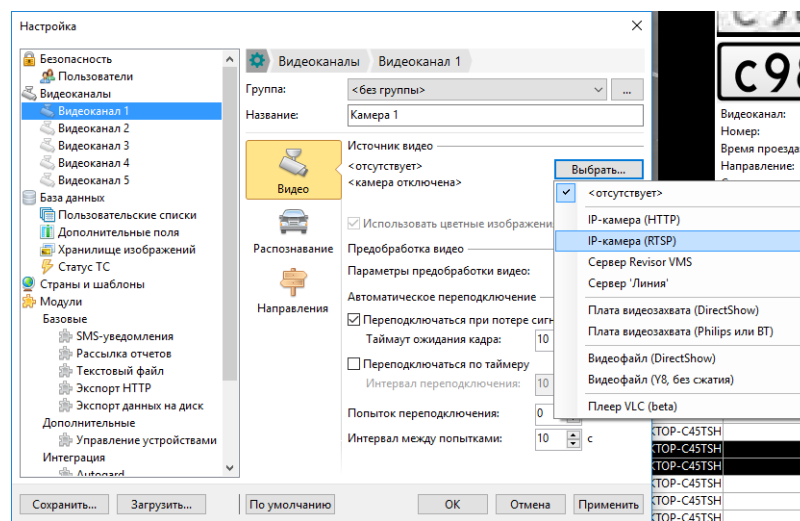 Настройка
Безопасность
Пользователи
Видеоканалы
Видеоканал 1
Видеоканал 2
Видеоканал 3
Видеоканал 4
Видеоканал 5
База данных
Пользовательские списки
Дополнительные поля
Хранилище изображений
Статус ТС
Страны и шаблоны
Модули
Базовые
SMS-уведомления
Рассылка отчетов
Текстовый файл
Экспорт HTTP
Экспорт данных на диск
Дополнительные
Управление устройствами
Интеграция
Autogard
Видеоканалы Видеоканал 1
Группа: <без группы> ...
Название: Камера 1
Видео
Распознавание
Направления
Источник видео
<отсутствует> Выбрать...
<камера отключена>
Использовать цветные изображени
Предобработка видео
Параметры предобработки видео:
Автоматическое переподключение
Переподключаться при потере сигн
Таймаут ожидания кадра: 10
Переподключаться по таймеру
Интервал переподключения: 10
Попыток переподключения: 0
Интервал между попытками: 10 с
<отсутствует>
IP-камера (HTTP)
IP-камера (RTSP)
Сервер Revisor VMS
Сервер 'Линия'
Плата видеозахвата (DirectShow)
Плата видеозахвата (Philips или BT)
Видеофайл (DirectShow)
Видеофайл (Y8, без сжатия)
Плеер VLC (beta)
Сохранить... Загрузить... По умолчанию ОК Отмена Применить
с98
Видеоканал:
Номер:
Время проезда
Направление:
KTOP-C45TSH
KTOP-C45TSH
KTOP-C45TSH
KTOP-C45TSH
KTOP-C45TSH
KTOP-C45TSH